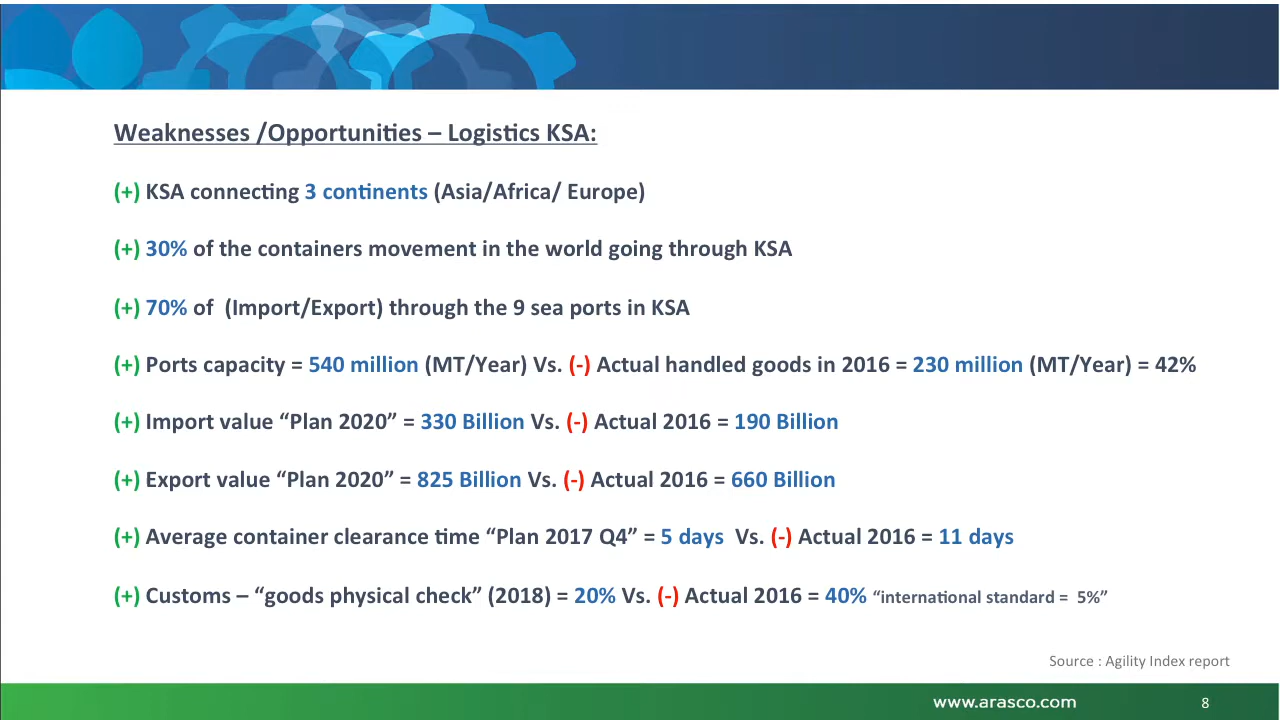 Weaknesses /Opportunities – Logistics KSA:
(+) KSA connecting 3 continents (Asia/Africa/ Europe)
(+) 30% of the containers movement in the world going through KSA
(+) 70% of  (Import/Export) through the 9 sea ports in KSA
(+) Ports capacity = 540 million (MT/Year) Vs. (-) Actual handled goods in 2016 = 230 million (MT/Year) = 42%
(+) Import value “Plan 2020” = 330 Billion Vs. (-) Actual 2016 = 190 Billion
(+) Export value “Plan 2020” = 825 Billion Vs. (-) Actual 2016 = 660 Billion
(+) Average container clearance time “Plan 2017 Q4” = 5 days  Vs. (-) Actual 2016 = 11 days
(+) Customs – “goods physical check” (2018) = 20% Vs. (-) Actual 2016 = 40% “international standard =  5%”
Source : Agility Index report
www.arasco.com 8